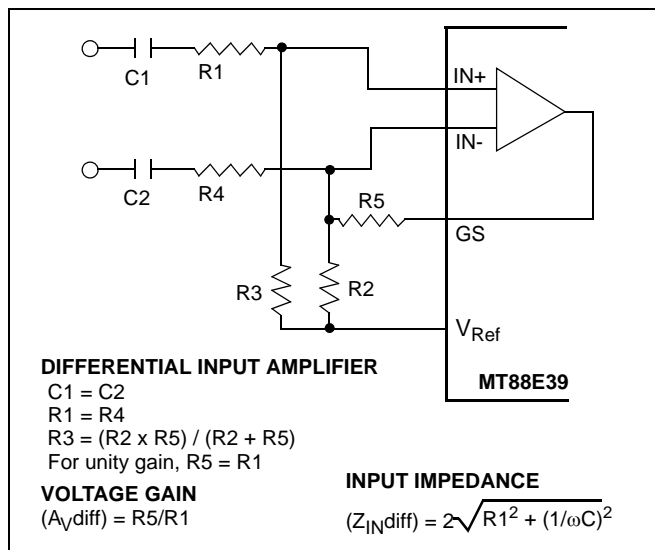 C1
R1
IN+
IN-
C2
R4
R5
GS
R3
R2
VRef
MT88E39
DIFFERENTIAL INPUT AMPLIFIER
C1 = C2
R1 = R4
R3 = (R2 x R5) / (R2 + R5)
For unity gain, R5 = R1
VOLTAGE GAIN
(AVdiff) = R5/R1
INPUT IMPEDANCE
(ZINdiff) = 2√R1² + (1/ωC)²